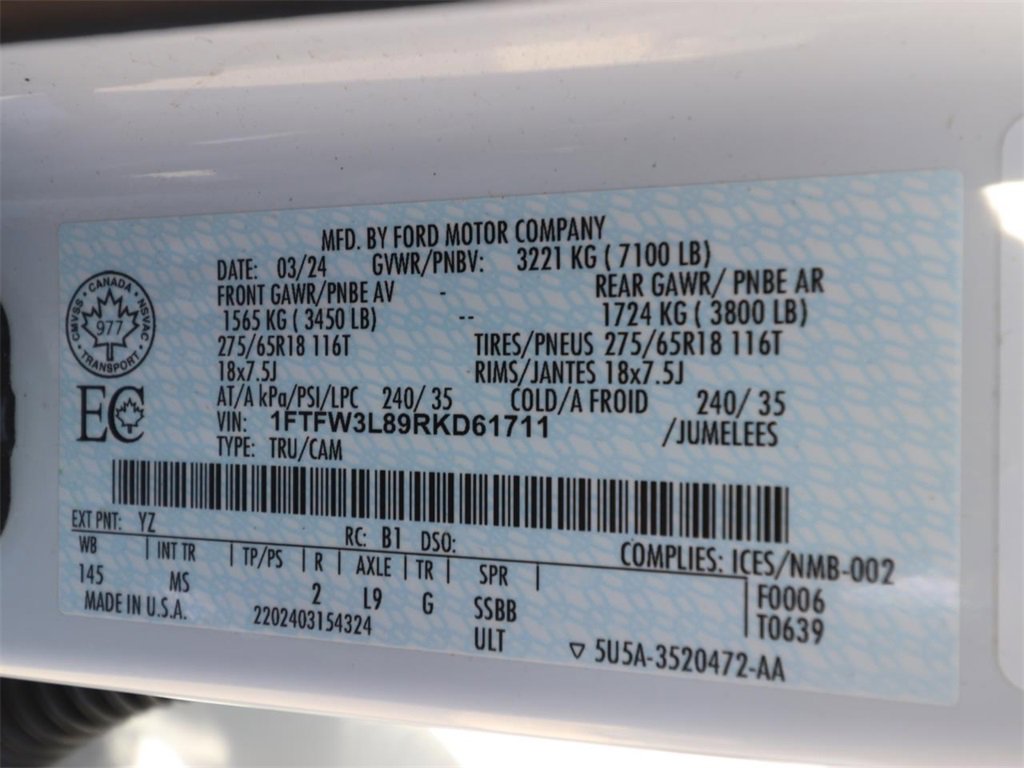 MFD. BY FORD MOTOR COMPANY
DATE: 03/24 GVWR/PNBV: 3221 KG ( 7100 LB)
FRONT GAWR/PNBE AV - REAR GAWR/ PNBE AR
1565 KG ( 3450 LB) -- 1724 KG ( 3800 LB)
275/65R18 116T TIRES/PNEUS 275/65R18 116T
18x7.5J RIMS/JANTES 18x7.5J
AT/A kPa/PSI/LPC 240/ 35 COLD/A FROID 240/ 35
VIN: 1FTFW3L89RKD61711 /JUMELEES
TYPE: TRU/CAM
CMVSS · CANADA · NSVAC · TRANSPORT
977
EC
EXT PNT: YZ RC: B1 DSO:
COMPLIES: ICES/NMB-002
WB | INT TR | TP/PS | R | AXLE | TR | SPR |
145 MS 2 L9 G SSBB F0006
MADE IN U.S.A. 2202403154324 ULT T0639
▽ 5U5A-3520472-AA